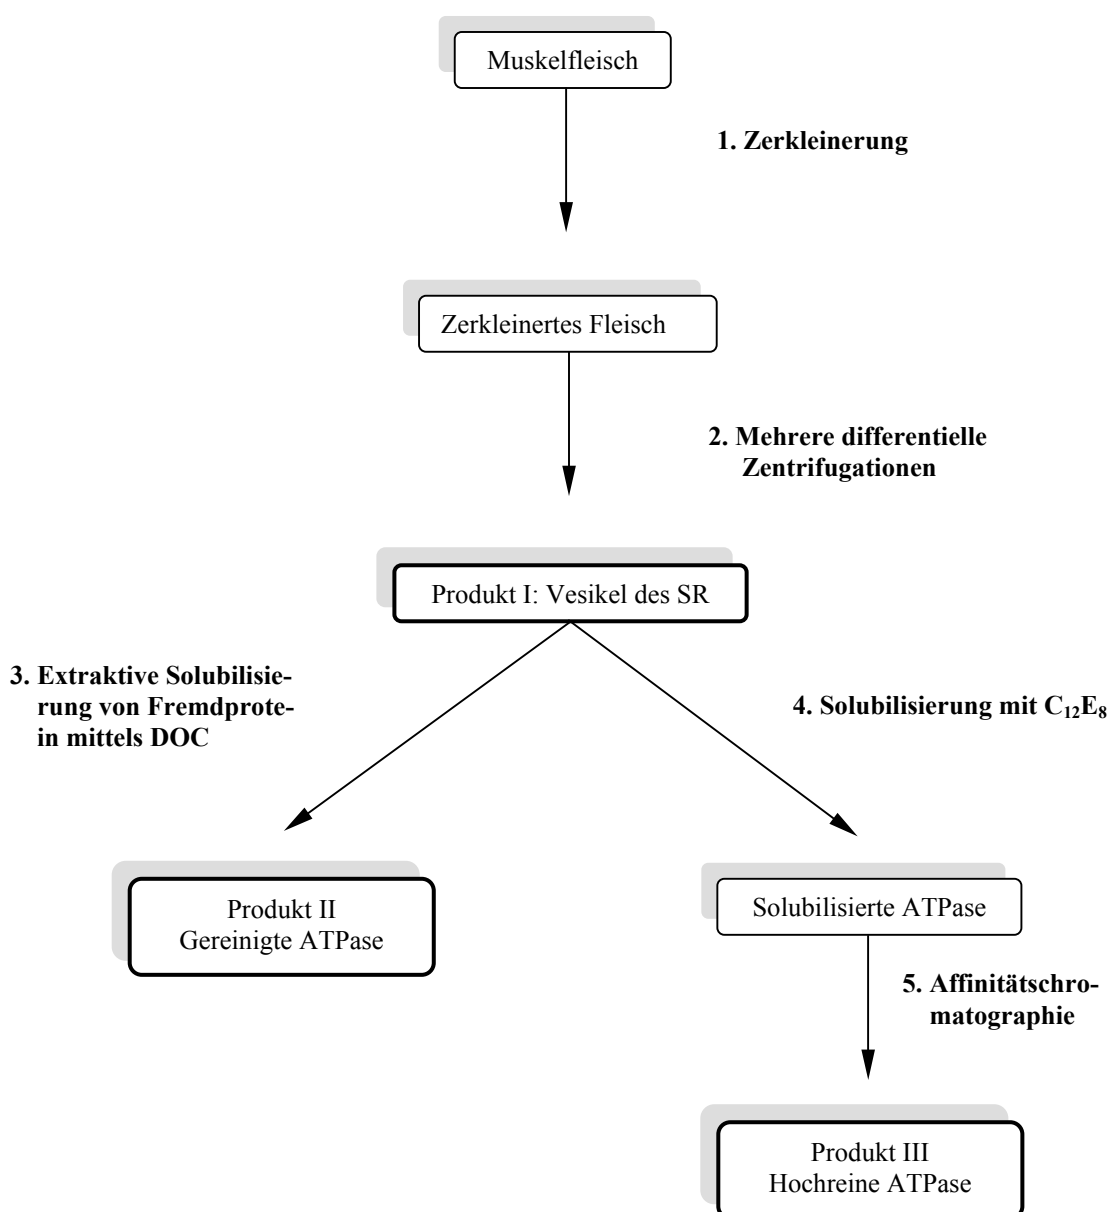 Muskelfleisch
1. Zerkleinerung
Zerkleinertes Fleisch
2. Mehrere differentielle
Zentrifugationen
Produkt I: Vesikel des SR
3. Extraktive Solubilisie-
rung von Fremdprote-
in mittels DOC
4. Solubilisierung mit C₁₂E₈
Produkt II
Gereinigte ATPase
Solubilisierte ATPase
5. Affinitätschro-
matographie
Produkt III
Hochreine ATPase